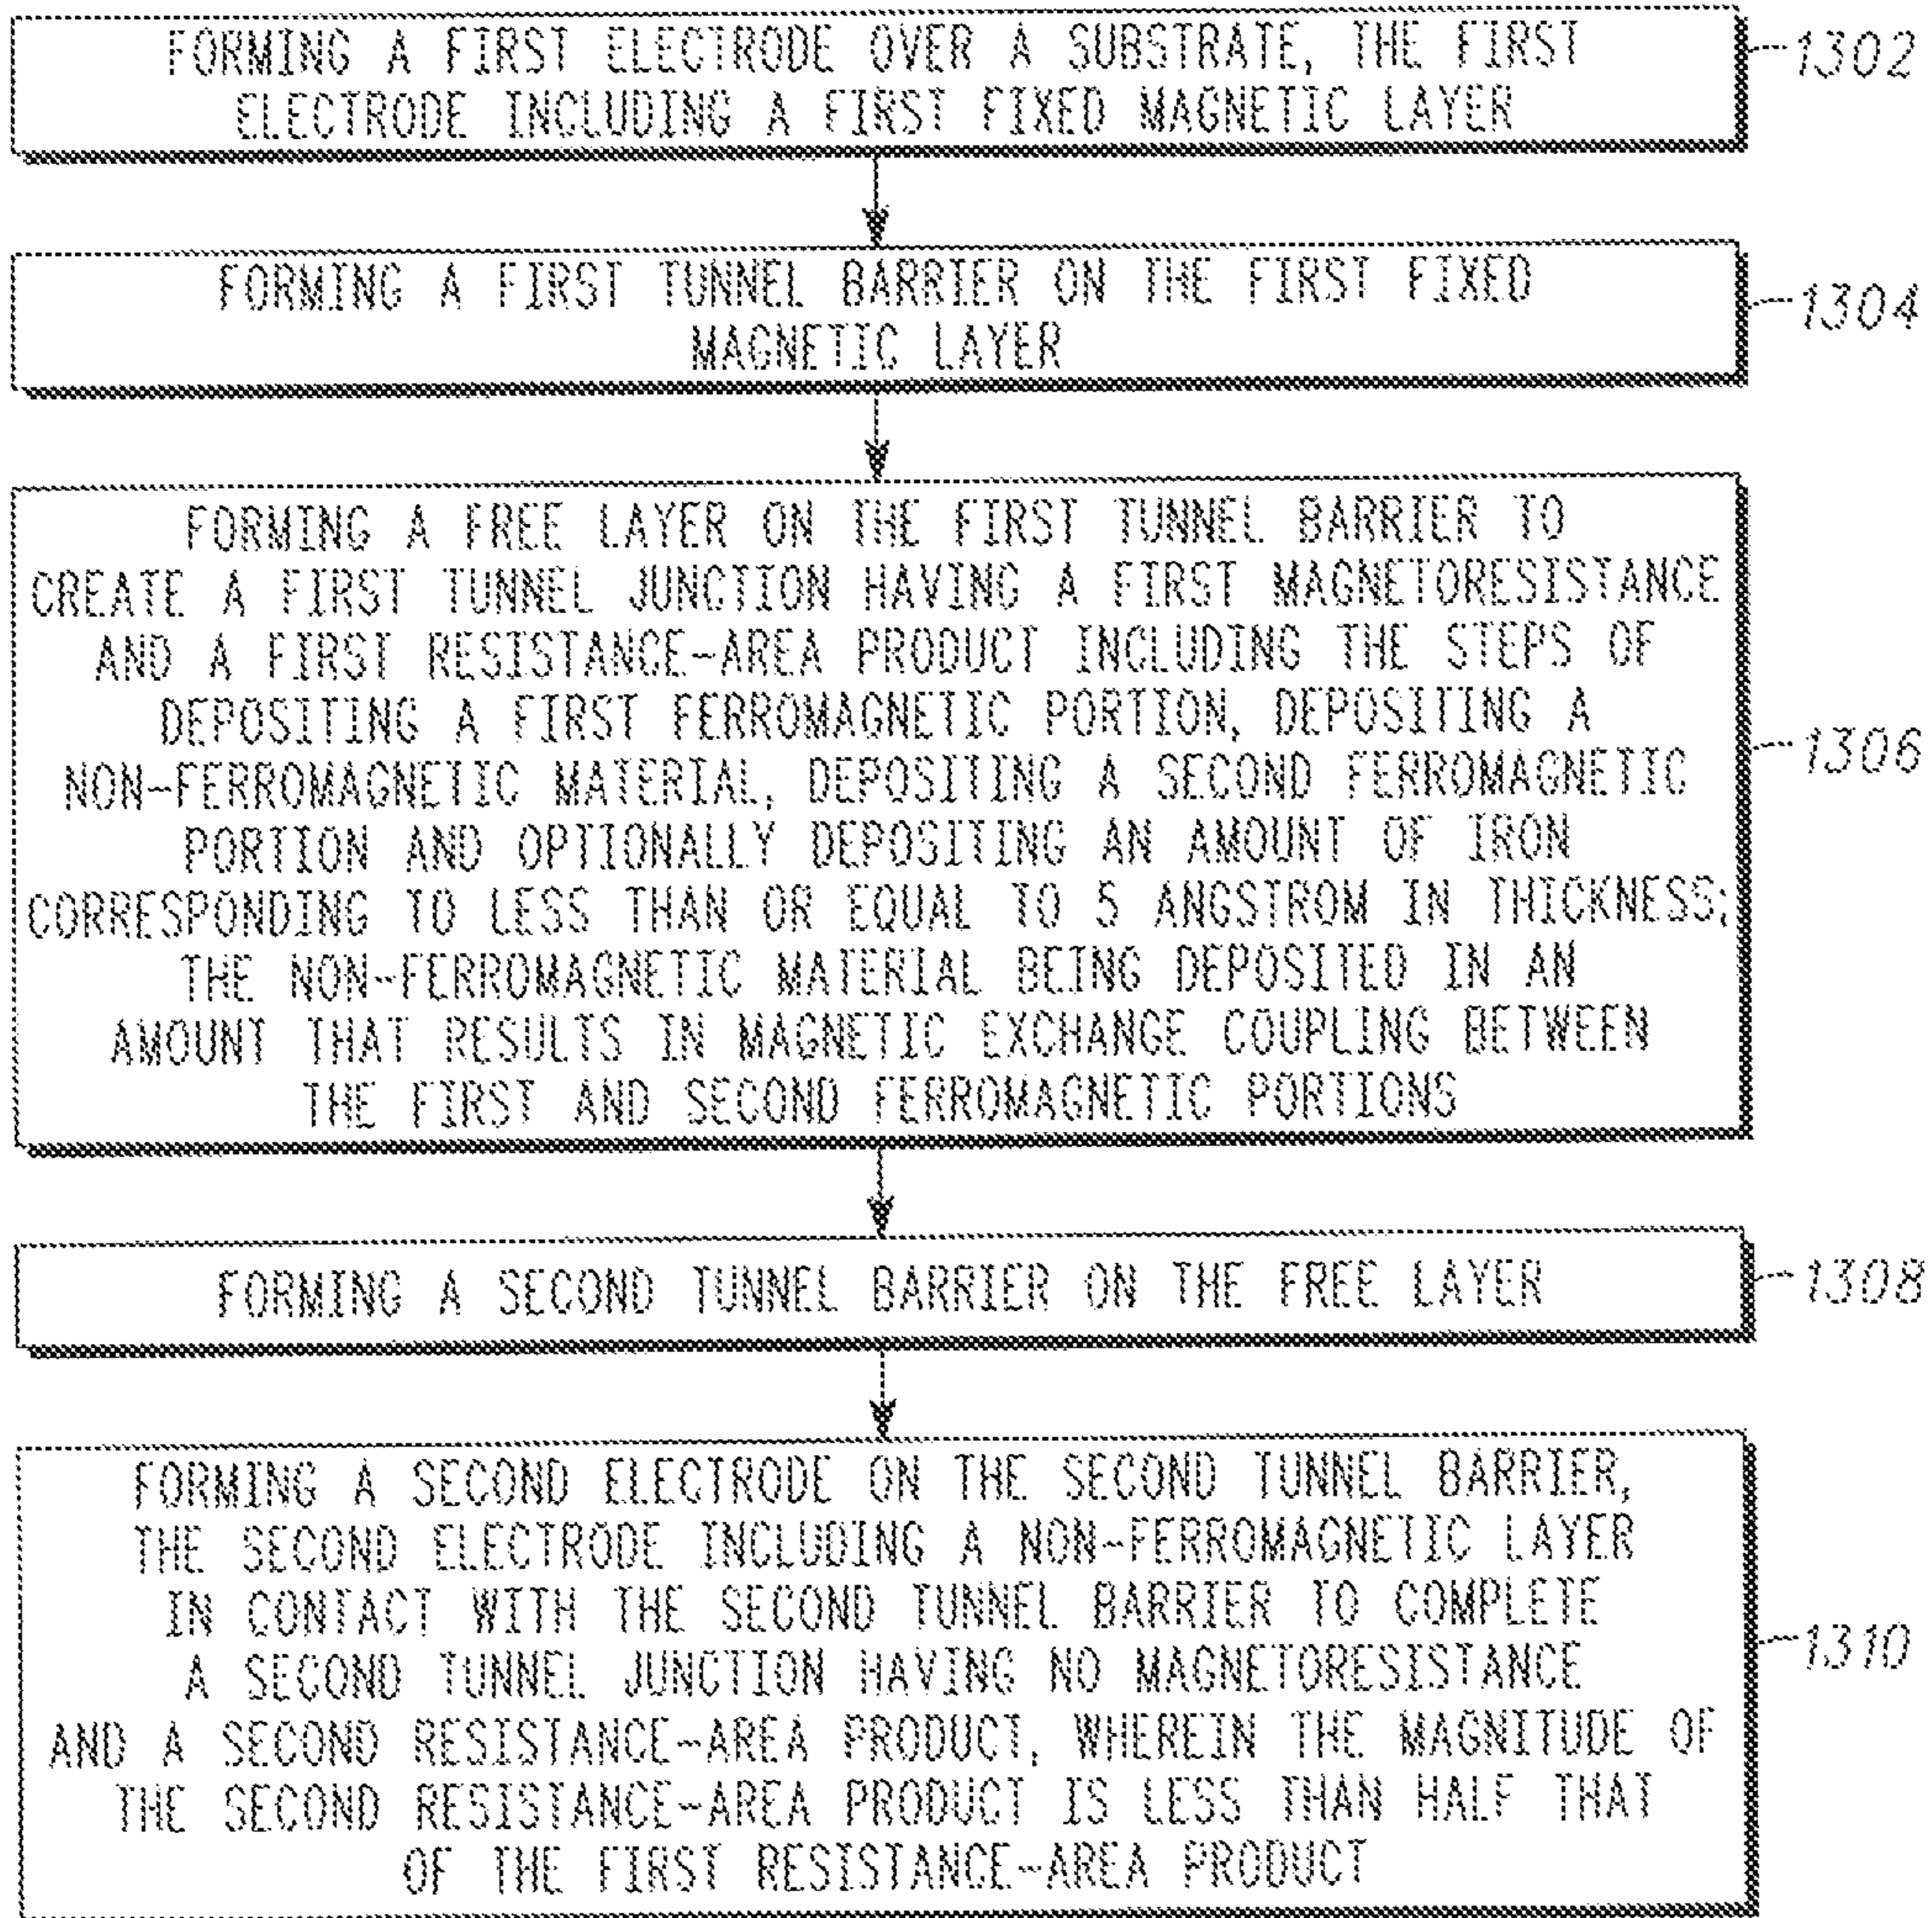 FORMING A FIRST ELECTRODE OVER A SUBSTRATE, THE FIRST
ELECTRODE INCLUDING A FIRST FIXED MAGNETIC LAYER
1302
FORMING A FIRST TUNNEL BARRIER ON THE FIRST FIXED
MAGNETIC LAYER
1304
FORMING A FREE LAYER ON THE FIRST TUNNEL BARRIER TO
CREATE A FIRST TUNNEL JUNCTION HAVING A FIRST MAGNETORESISTANCE
AND A FIRST RESISTANCE-AREA PRODUCT INCLUDING THE STEPS OF
DEPOSITING A FIRST FERROMAGNETIC PORTION, DEPOSITING A
NON-FERROMAGNETIC MATERIAL, DEPOSITING A SECOND FERROMAGNETIC
PORTION AND OPTIONALLY DEPOSITING AN AMOUNT OF IRON
CORRESPONDING TO LESS THAN OR EQUAL TO 5 ANGSTROM IN THICKNESS;
THE NON-FERROMAGNETIC MATERIAL BEING DEPOSITED IN AN
AMOUNT THAT RESULTS IN MAGNETIC EXCHANGE COUPLING BETWEEN
THE FIRST AND SECOND FERROMAGNETIC PORTIONS
1306
FORMING A SECOND TUNNEL BARRIER ON THE FREE LAYER
1308
FORMING A SECOND ELECTRODE ON THE SECOND TUNNEL BARRIER,
THE SECOND ELECTRODE INCLUDING A NON-FERROMAGNETIC LAYER
IN CONTACT WITH THE SECOND TUNNEL BARRIER TO COMPLETE
A SECOND TUNNEL JUNCTION HAVING NO MAGNETORESISTANCE
AND A SECOND RESISTANCE-AREA PRODUCT, WHEREIN THE MAGNITUDE OF
THE SECOND RESISTANCE-AREA PRODUCT IS LESS THAN HALF THAT
OF THE FIRST RESISTANCE-AREA PRODUCT
1310